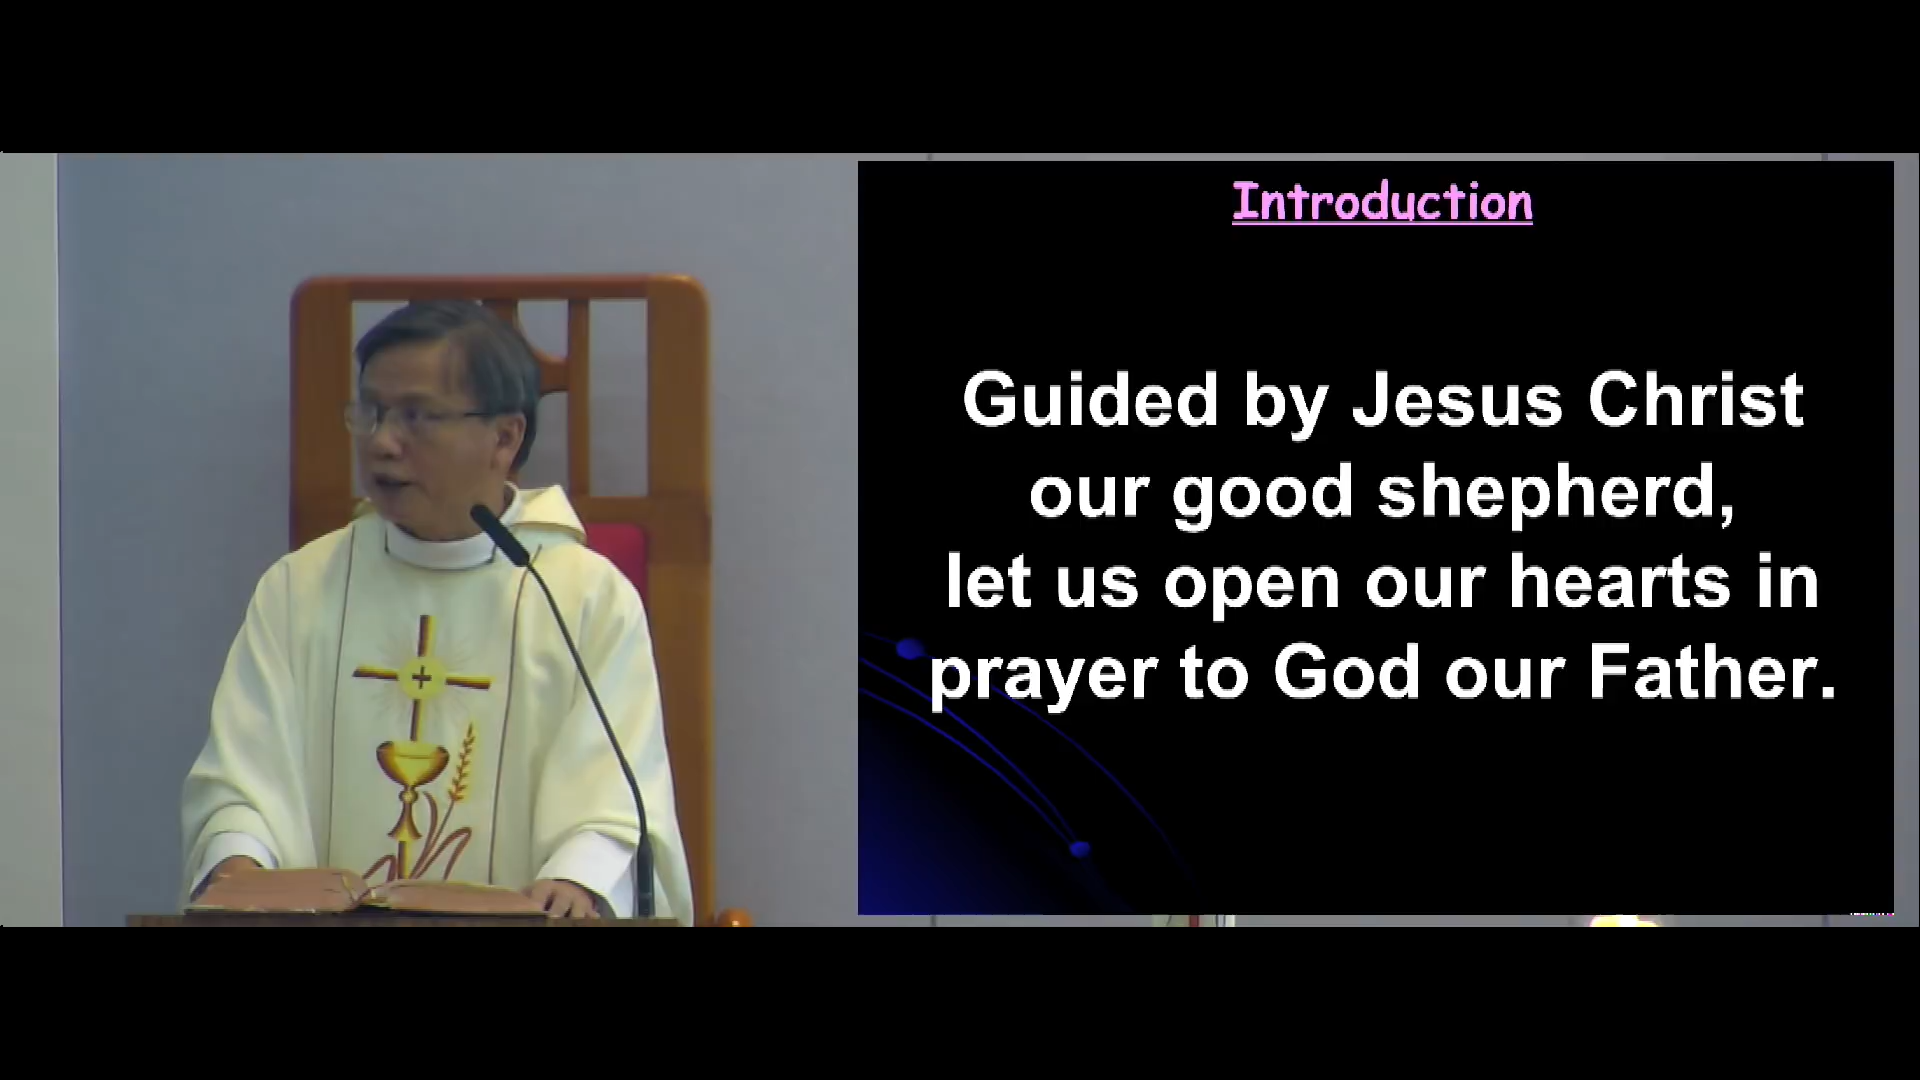 Introduction
Guided by Jesus Christ
our good shepherd,
let us open our hearts in
prayer to God our Father.